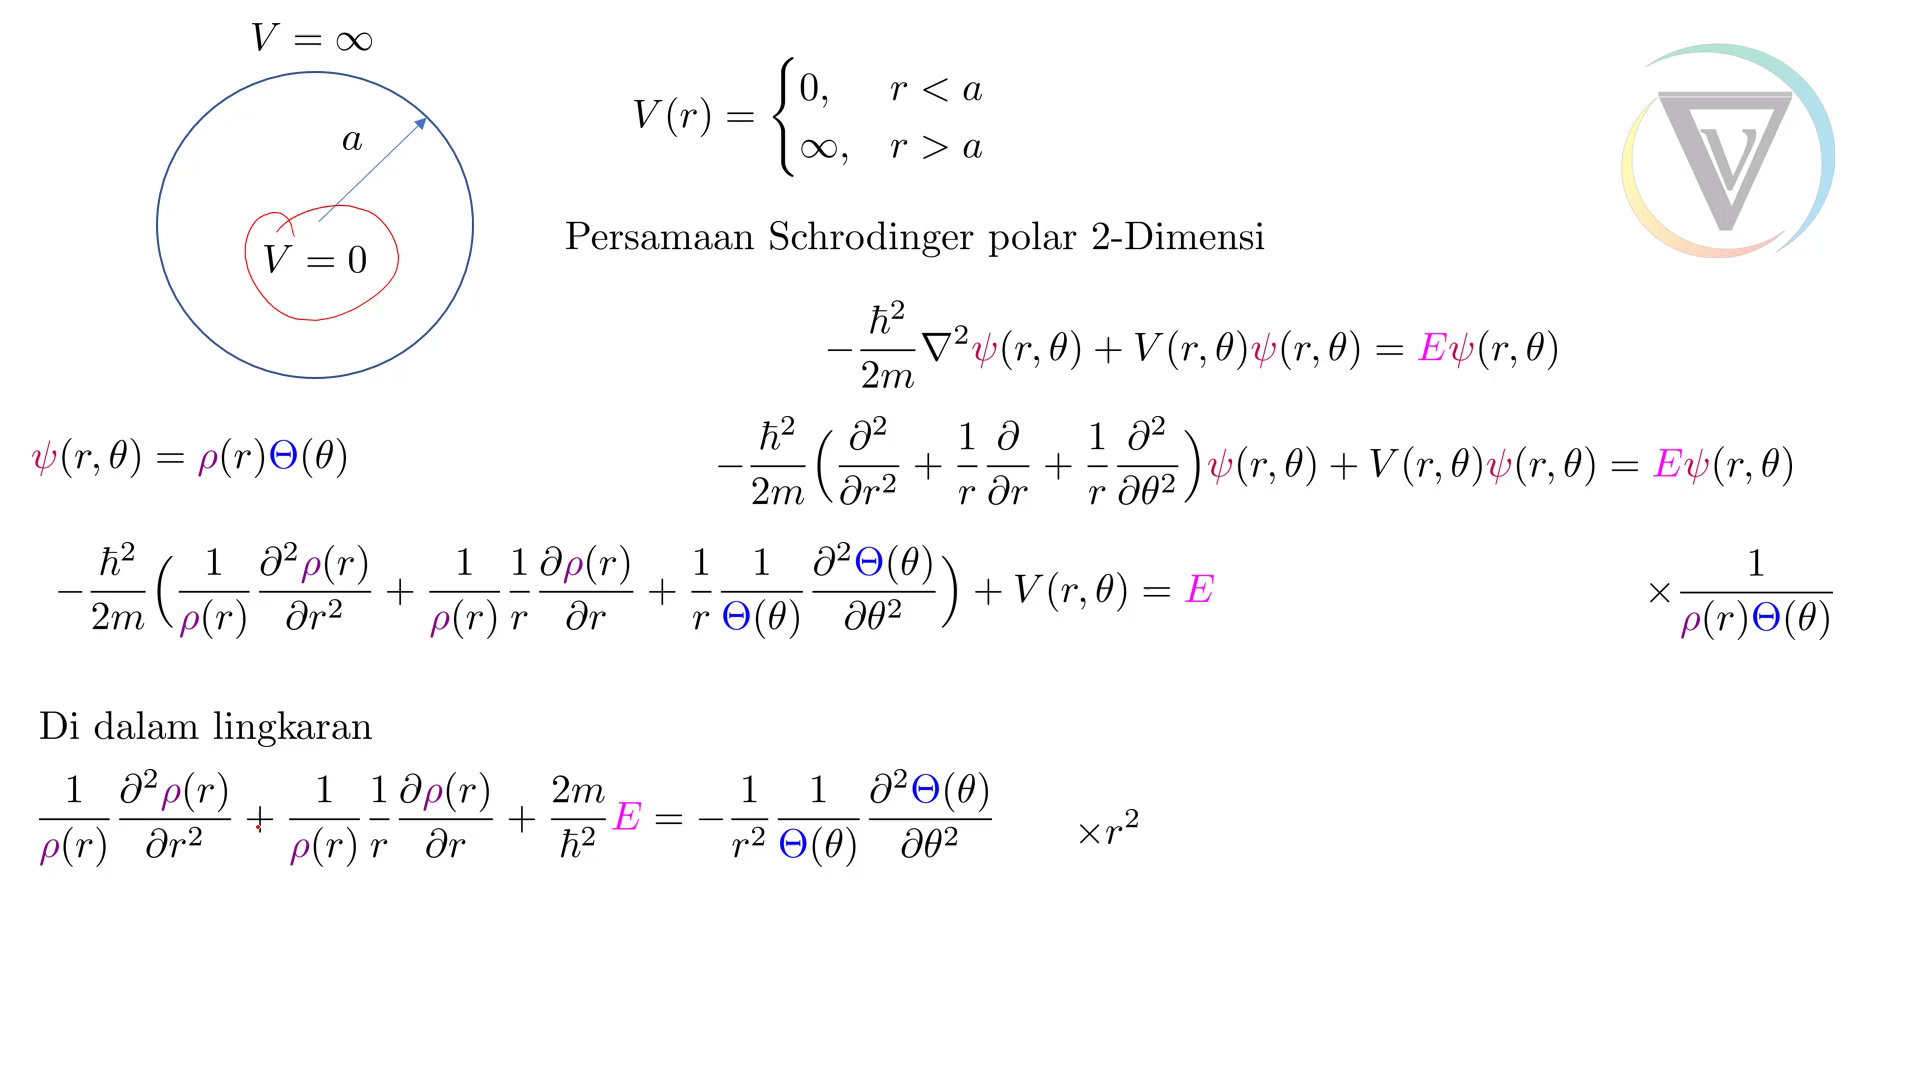 V = ∞
a
V = 0
V(r) = { 0, r < a
∞, r > a
Persamaan Schrodinger polar 2-Dimensi
−ℏ²/2m ∇²ψ(r, θ) + V(r, θ)ψ(r, θ) = Eψ(r, θ)
ψ(r, θ) = ρ(r)Θ(θ)
−ℏ²/2m (∂²/∂r² + 1/r ∂/∂r + 1/r ∂²/∂θ²)ψ(r, θ) + V(r, θ)ψ(r, θ) = Eψ(r, θ)
−ℏ²/2m (1/ρ(r) ∂²ρ(r)/∂r² + 1/ρ(r) 1/r ∂ρ(r)/∂r + 1/r 1/Θ(θ) ∂²Θ(θ)/∂θ²) + V(r, θ) = E
×1/ρ(r)Θ(θ)
Di dalam lingkaran
1/ρ(r) ∂²ρ(r)/∂r² + 1/ρ(r) 1/r ∂ρ(r)/∂r + 2m/ℏ² E = −1/r² 1/Θ(θ) ∂²Θ(θ)/∂θ²
×r²
V